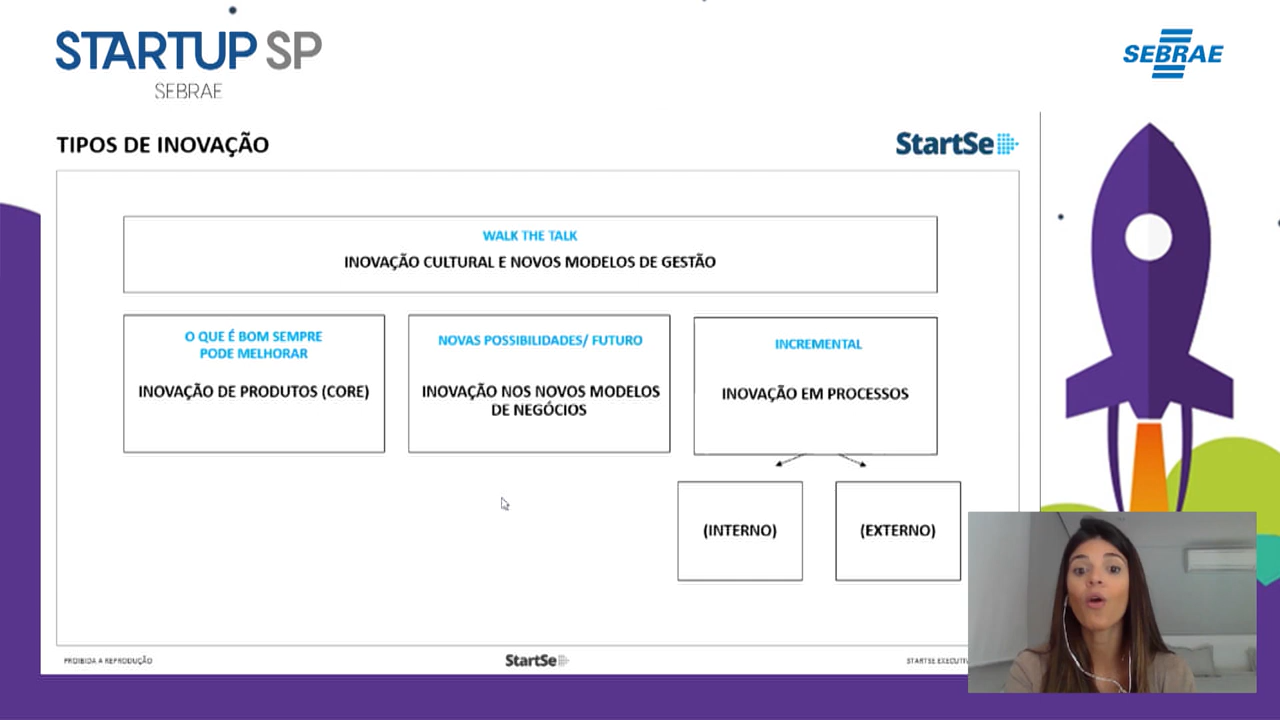 STARTUP SP
SEBRAE
SEBRAE
TIPOS DE INOVAÇÃO
StartSe
WALK THE TALK
INOVAÇÃO CULTURAL E NOVOS MODELOS DE GESTÃO
O QUE É BOM SEMPRE
PODE MELHORAR
INOVAÇÃO DE PRODUTOS (CORE)
NOVAS POSSIBILIDADES/ FUTURO
INOVAÇÃO NOS NOVOS MODELOS
DE NEGÓCIOS
INCREMENTAL
INOVAÇÃO EM PROCESSOS
(INTERNO)
(EXTERNO)
PROIBIDA A REPRODUÇÃO
StartSe
STARTSE